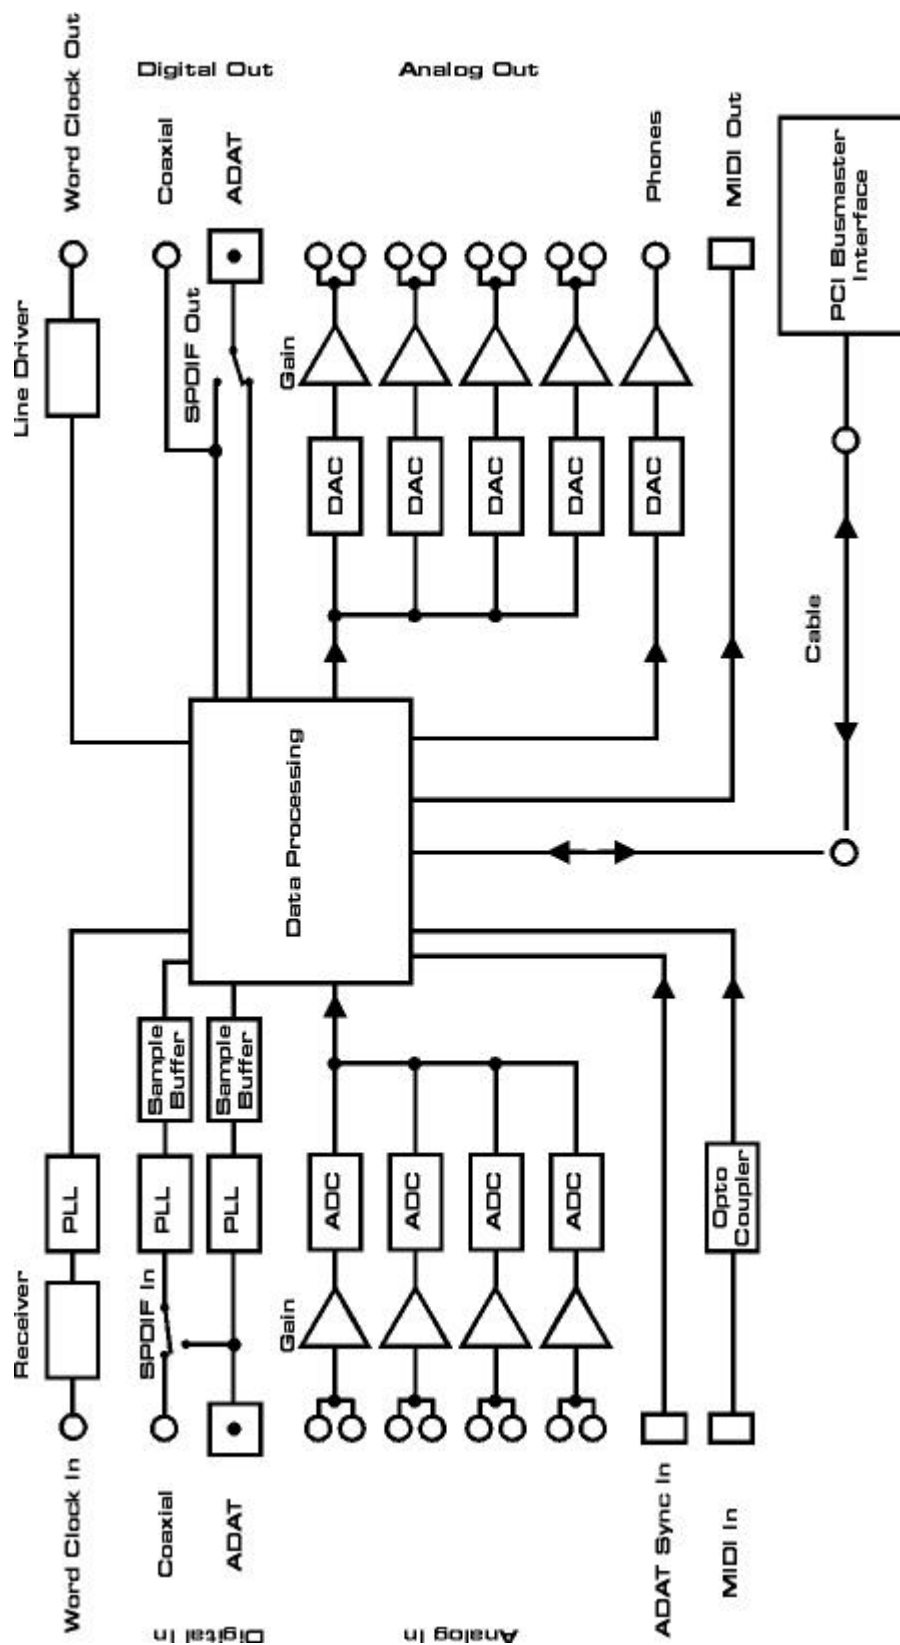 Digital Out
Analog Out
Word Clock Out
Coaxial
ADAT
Phones
MIDI Out
PCI Busmaster
Interface
Line Driver
SPDIF Out
Gain
DAC
DAC
DAC
DAC
DAC
Cable
Data Processing
Sample
Buffer
Sample
Buffer
PLL
PLL
PLL
ADC
ADC
ADC
ADC
Opto
Coupler
Receiver
SPDIF In
Gain
Word Clock In
Coaxial
ADAT
ADAT Sync In
MIDI In
Digital In
Analog In